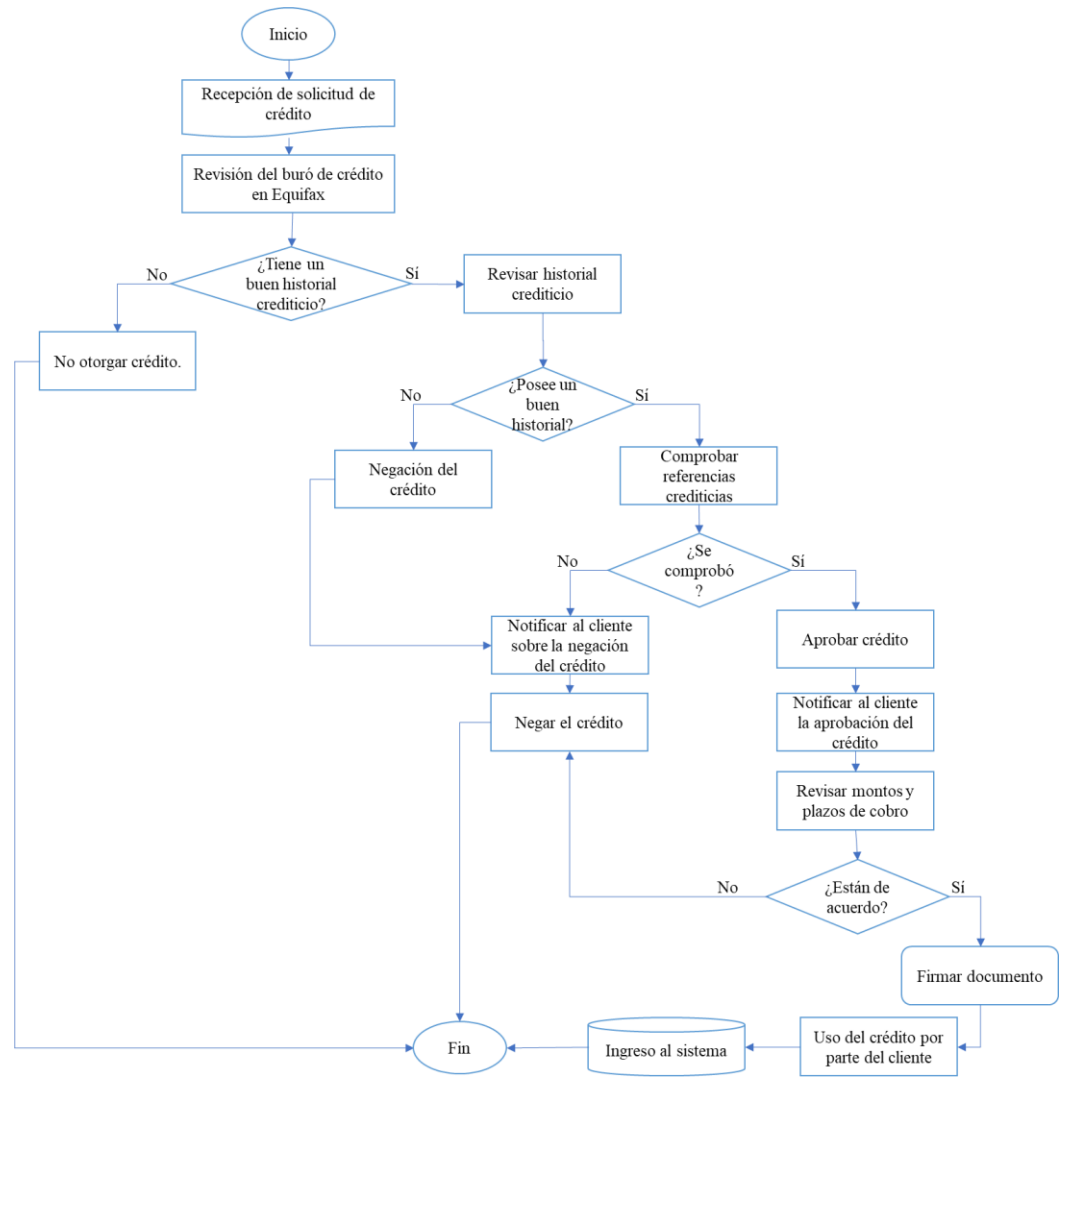 Inicio
Recepción de solicitud de
crédito
Revisión del buró de crédito
en Equifax
¿Tiene un
buen historial
crediticio?
No
Sí
Revisar historial
crediticio
No otorgar crédito.
¿Posee un
buen
historial?
No
Sí
Negación del
crédito
Comprobar
referencias
crediticias
¿Se
comprobó
?
No
Sí
Notificar al cliente
sobre la negación
del crédito
Aprobar crédito
Negar el crédito
Notificar al cliente
la aprobación del
crédito
Revisar montos y
plazos de cobro
¿Están de
acuerdo?
No
Sí
Firmar documento
Uso del crédito por
parte del cliente
Ingreso al sistema
Fin